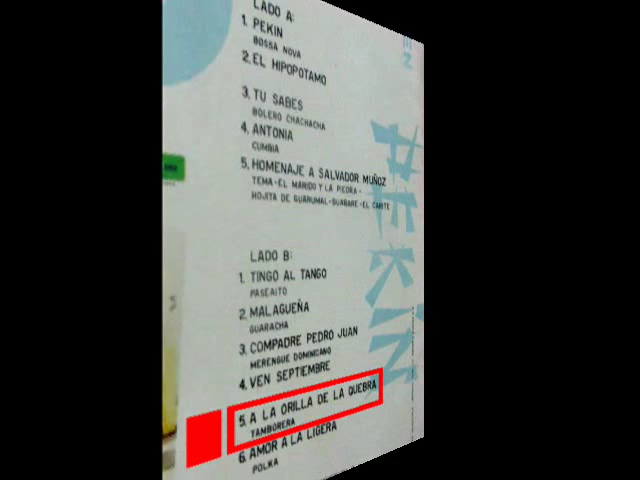 LADO A:
1. PEKIN
BOSSA NOVA
2. EL HIPOPOTAMO
3. TU SABES
BOLERO CHACHACHA
4. ANTONIA
CUMBIA
5. HOMENAJE A SALVADOR MUÑOZ
TEMA-EL MARIDO Y LA PIEDRA-
HOJITA DE GUARUMAL-GUABARE-EL CARITE
LADO B:
1. TINGO AL TANGO
PASEAITO
2. MALAGUEÑA
GUARACHA
3. COMPADRE PEDRO JUAN
MERENGUE DOMINICANO
4. VEN SEPTIEMBRE
5. A LA ORILLA DE LA QUEBRA
TAMBORERA
6. AMOR A LA LIGERA
POLKA
PEKIN